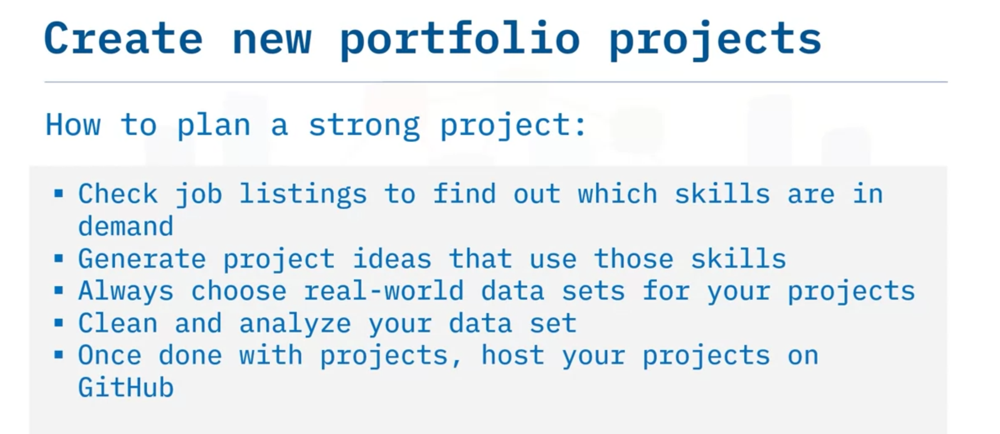 Create new portfolio projects
How to plan a strong project:
▪ Check job listings to find out which skills are in
demand
▪ Generate project ideas that use those skills
▪ Always choose real-world data sets for your projects
▪ Clean and analyze your data set
▪ Once done with projects, host your projects on
GitHub